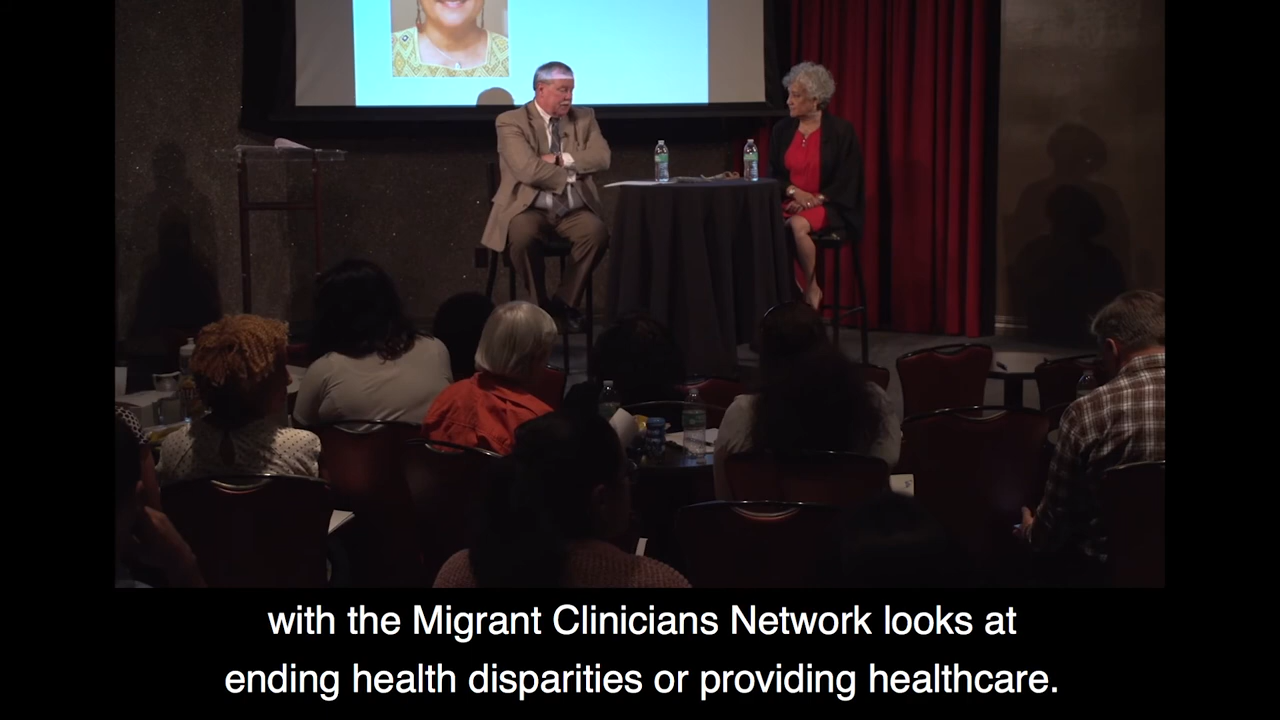 with the Migrant Clinicians Network looks at
ending health disparities or providing healthcare.